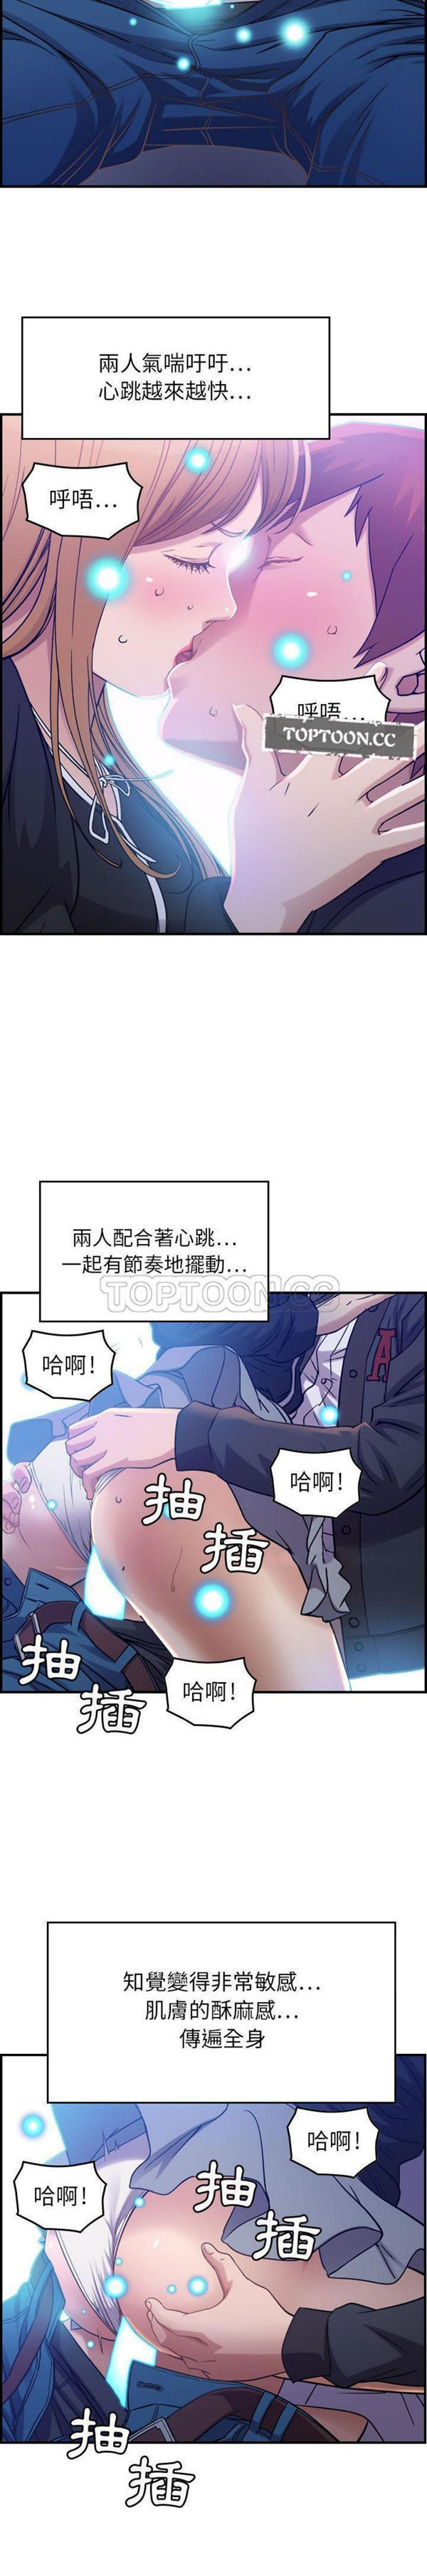 兩人氣喘吁吁...
心跳越來越快...
呼唔...
呼唔...
TOPTOON.CC
兩人配合著心跳...
一起有節奏地擺動...
TOPTOON.CC
哈啊!
哈啊!
抽
插
哈啊!
抽
插
知覺變得非常敏感...
肌膚的酥麻感...
傳遍全身
哈啊!
哈啊!
抽
插
抽
插